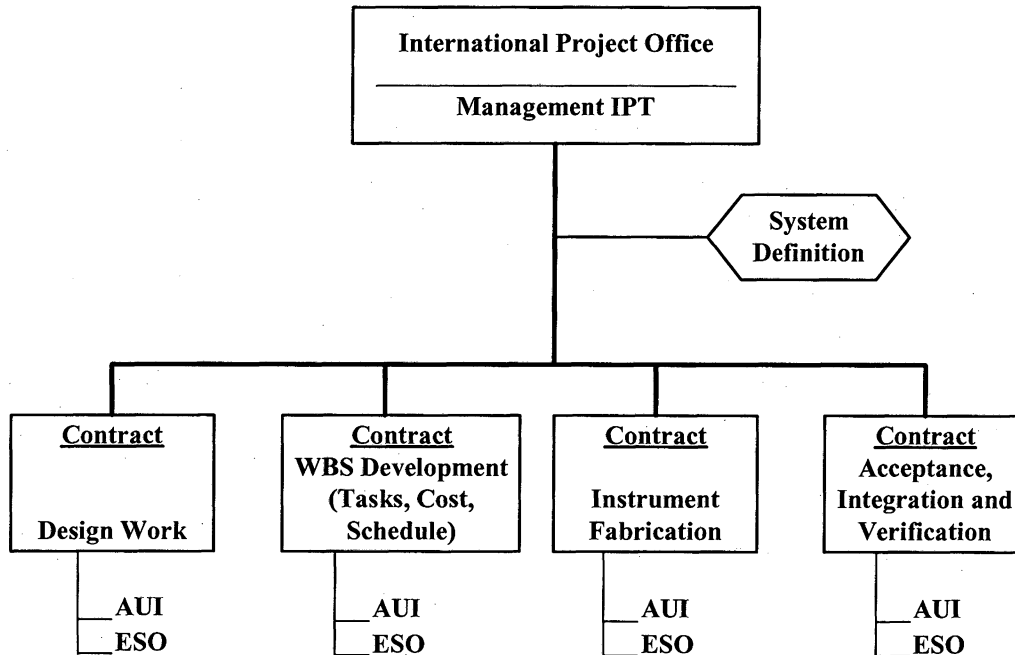 International Project Office
Management IPT
System
Definition
Contract
Design Work
Contract
WBS Development
(Tasks, Cost,
Schedule)
Contract
Instrument
Fabrication
Contract
Acceptance,
Integration and
Verification
AUI
ESO
AUI
ESO
AUI
ESO
AUI
ESO